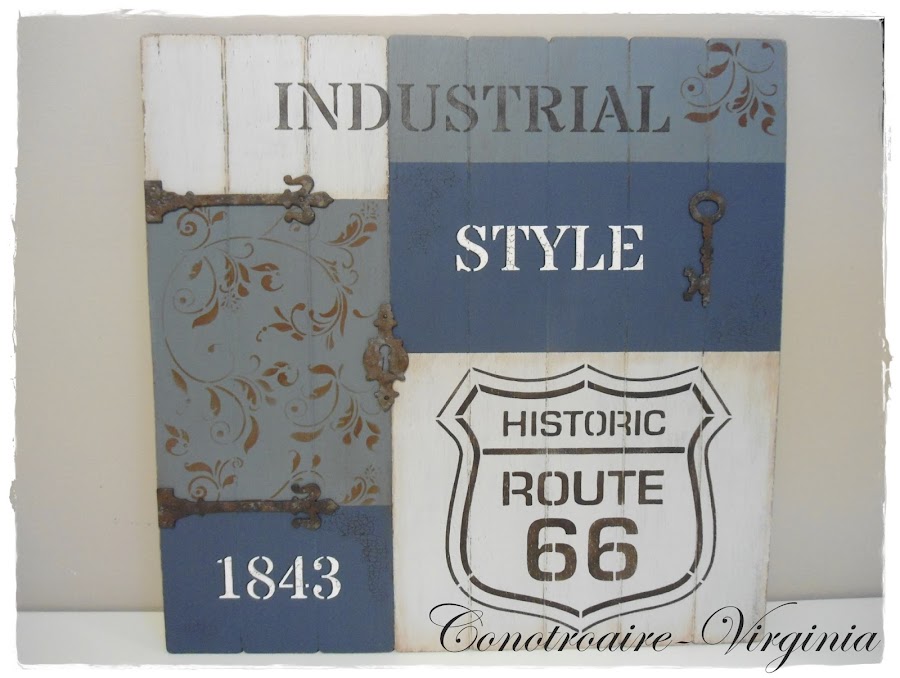 INDUSTRIAL
STYLE
HISTORIC
ROUTE
66
1843
Conotroaire-Virginia